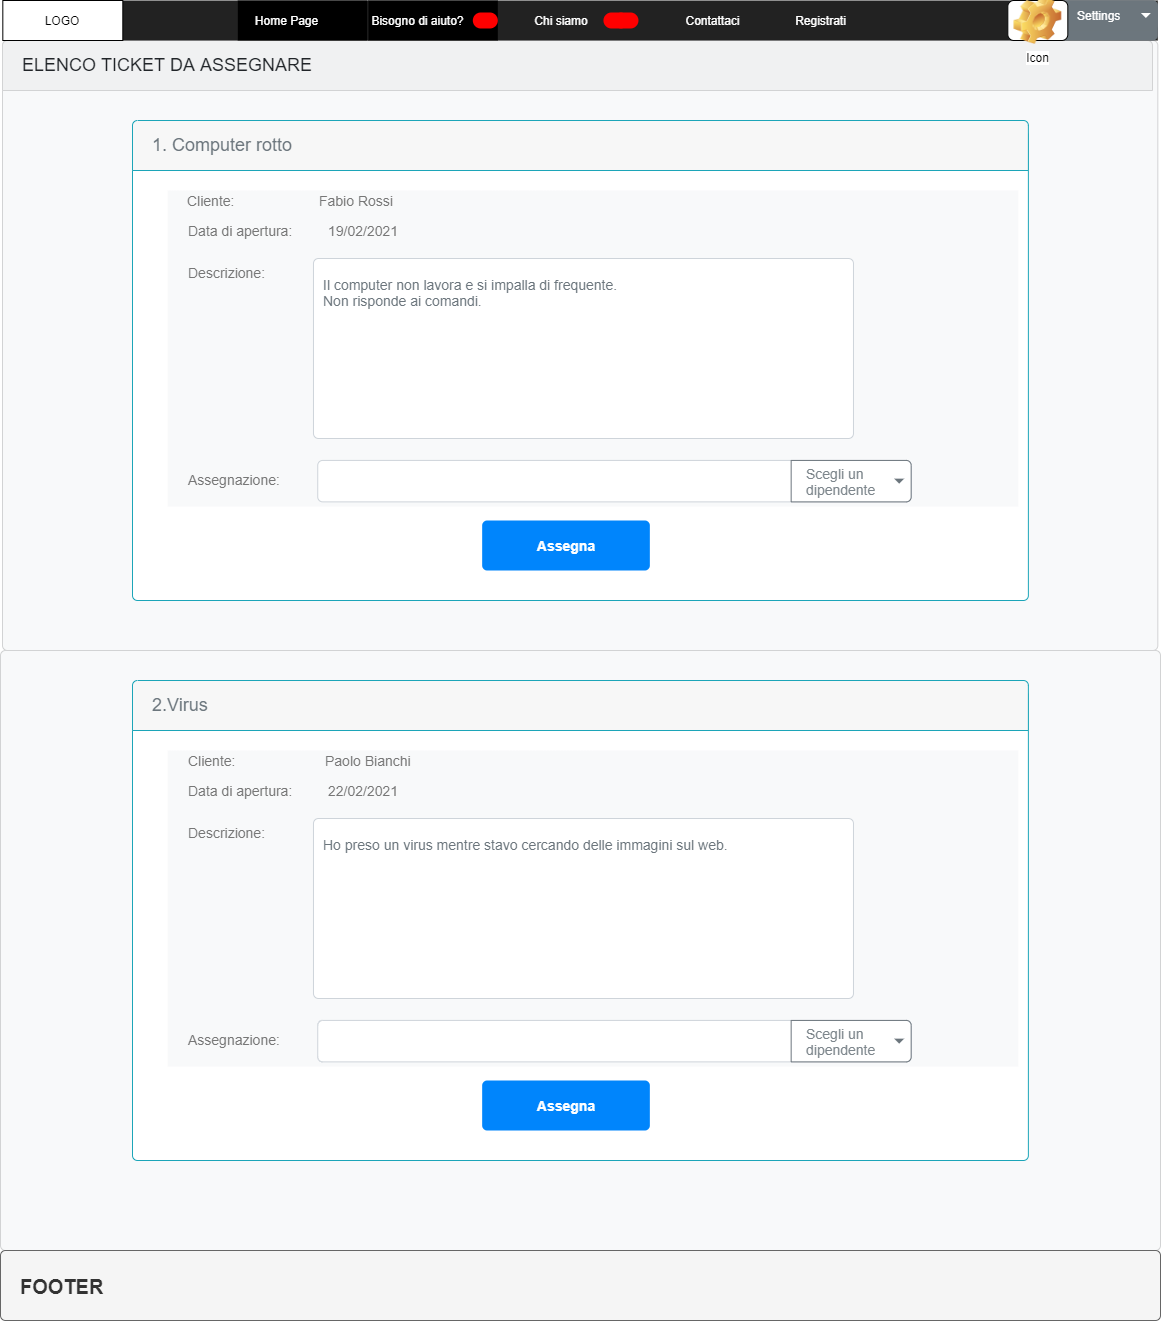 LOGO
Home Page
Bisogno di aiuto?
Chi siamo
Contattaci
Registrati
Settings
Icon
ELENCO TICKET DA ASSEGNARE
1. Computer rotto
Cliente:
Fabio Rossi
Data di apertura:
19/02/2021
Descrizione:
Il computer non lavora e si impalla di frequente.
Non risponde ai comandi.
Assegnazione:
Scegli un
dipendente
Assegna
2.Virus
Cliente:
Paolo Bianchi
Data di apertura:
22/02/2021
Descrizione:
Ho preso un virus mentre stavo cercando delle immagini sul web.
Assegnazione:
Scegli un
dipendente
Assegna
FOOTER